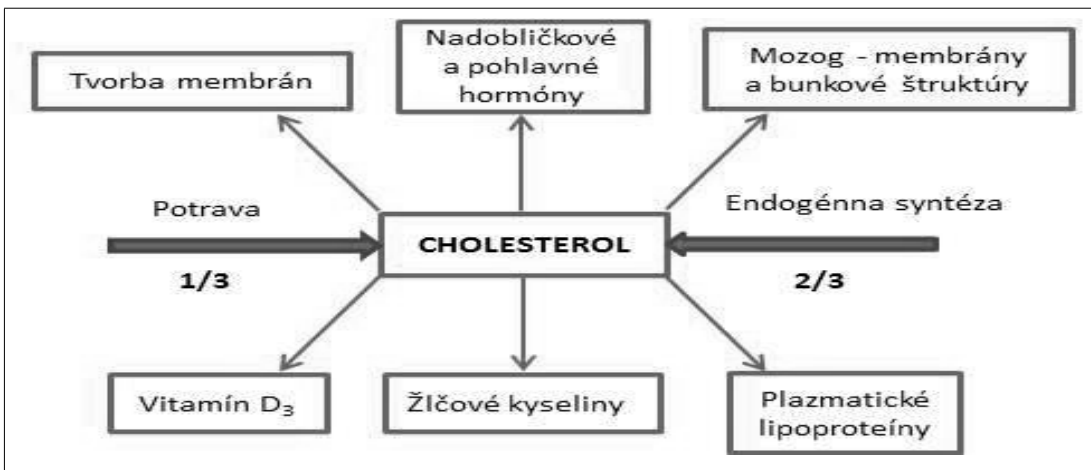 Tvorba membrán
Nadobličkové
a pohlavné
hormóny
Mozog - membrány
a bunkové štruktúry
Potrava
1/3
CHOLESTEROL
Endogénna syntéza
2/3
Vitamín D₃
Žlčové kyseliny
Plazmatické
lipoproteíny